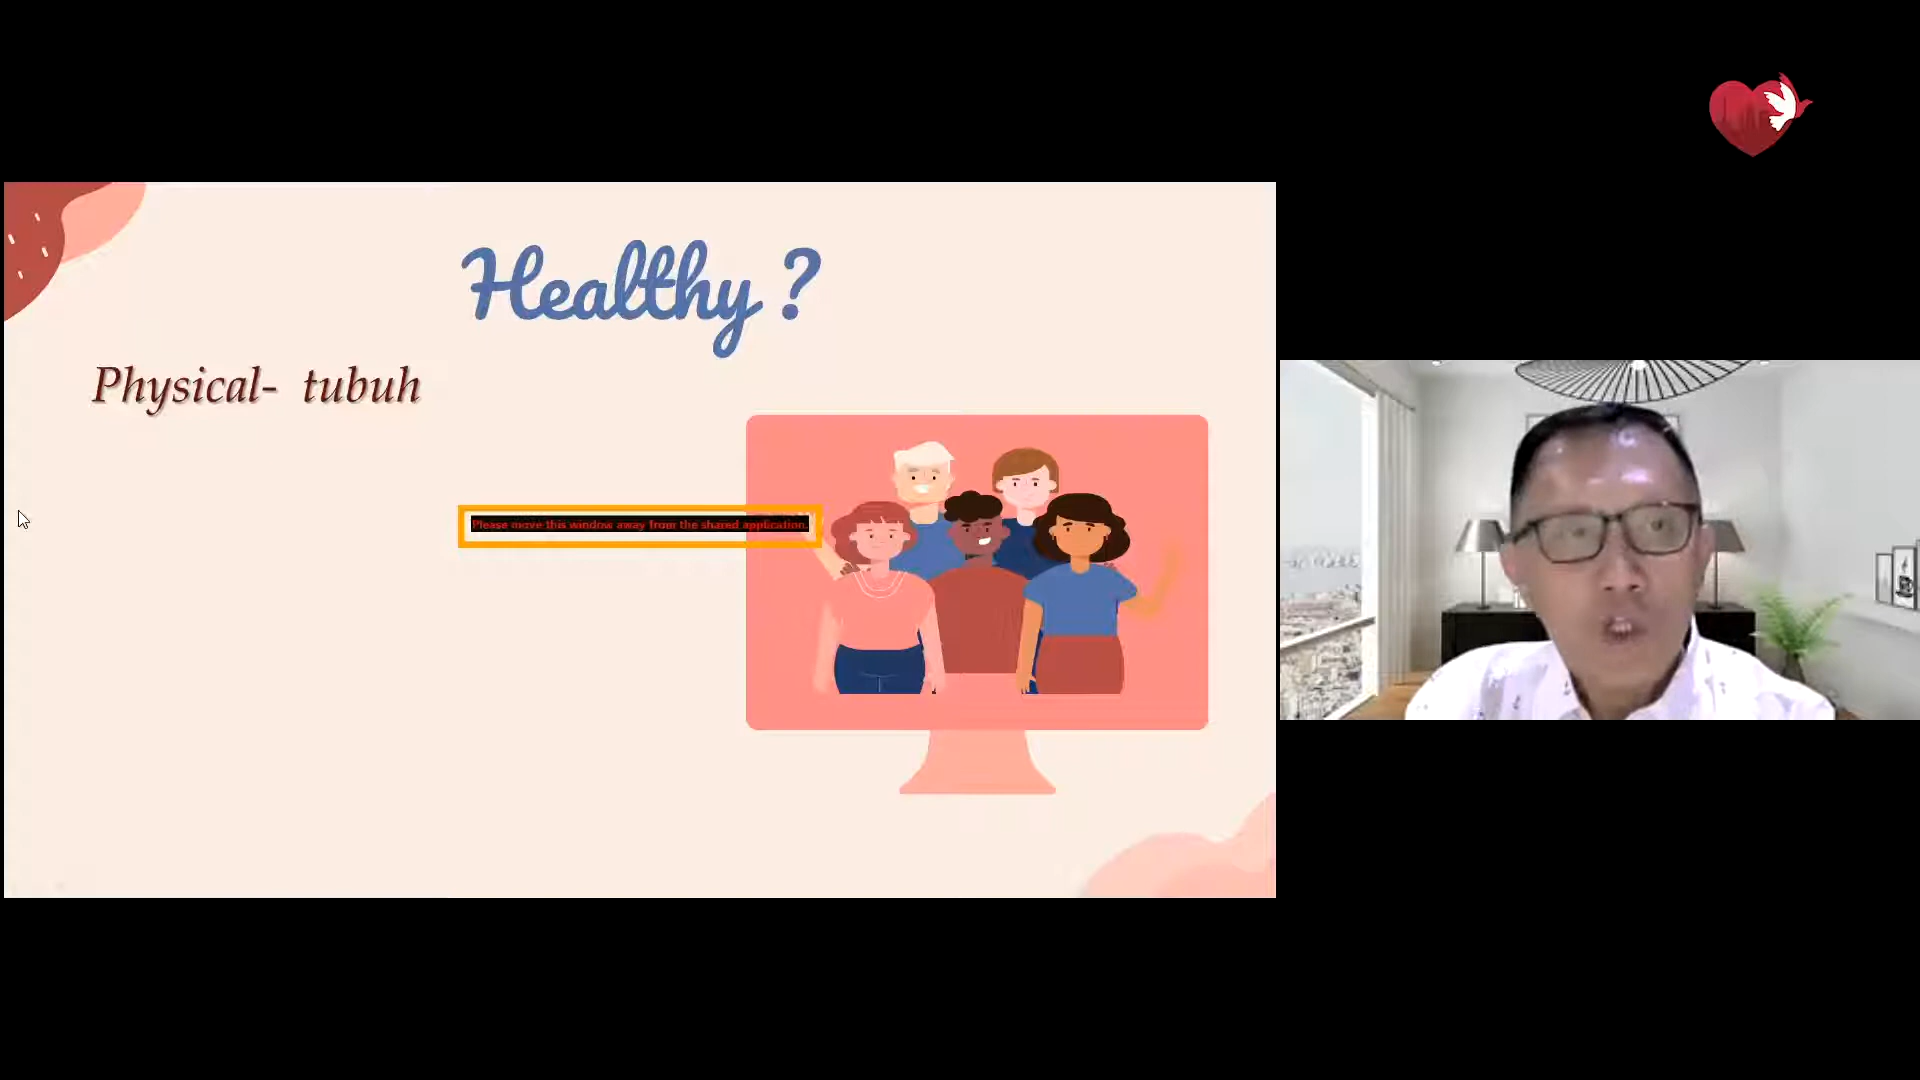 Healthy ?
Physical- tubuh
Please move this window away from the shared application.